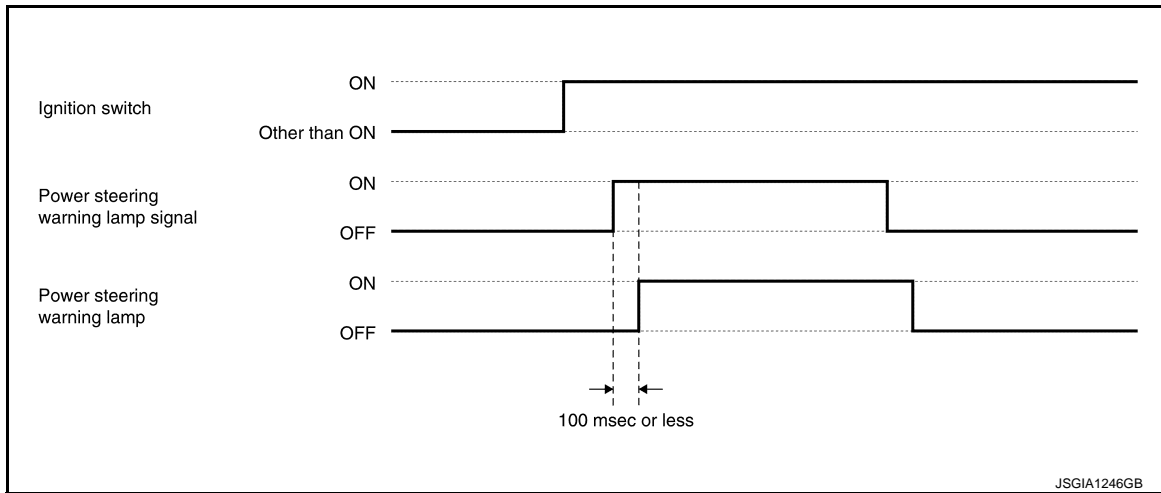 ON
Ignition switch
Other than ON
ON
Power steering
warning lamp signal
OFF
ON
Power steering
warning lamp
OFF
100 msec or less
JSGIA1246GB